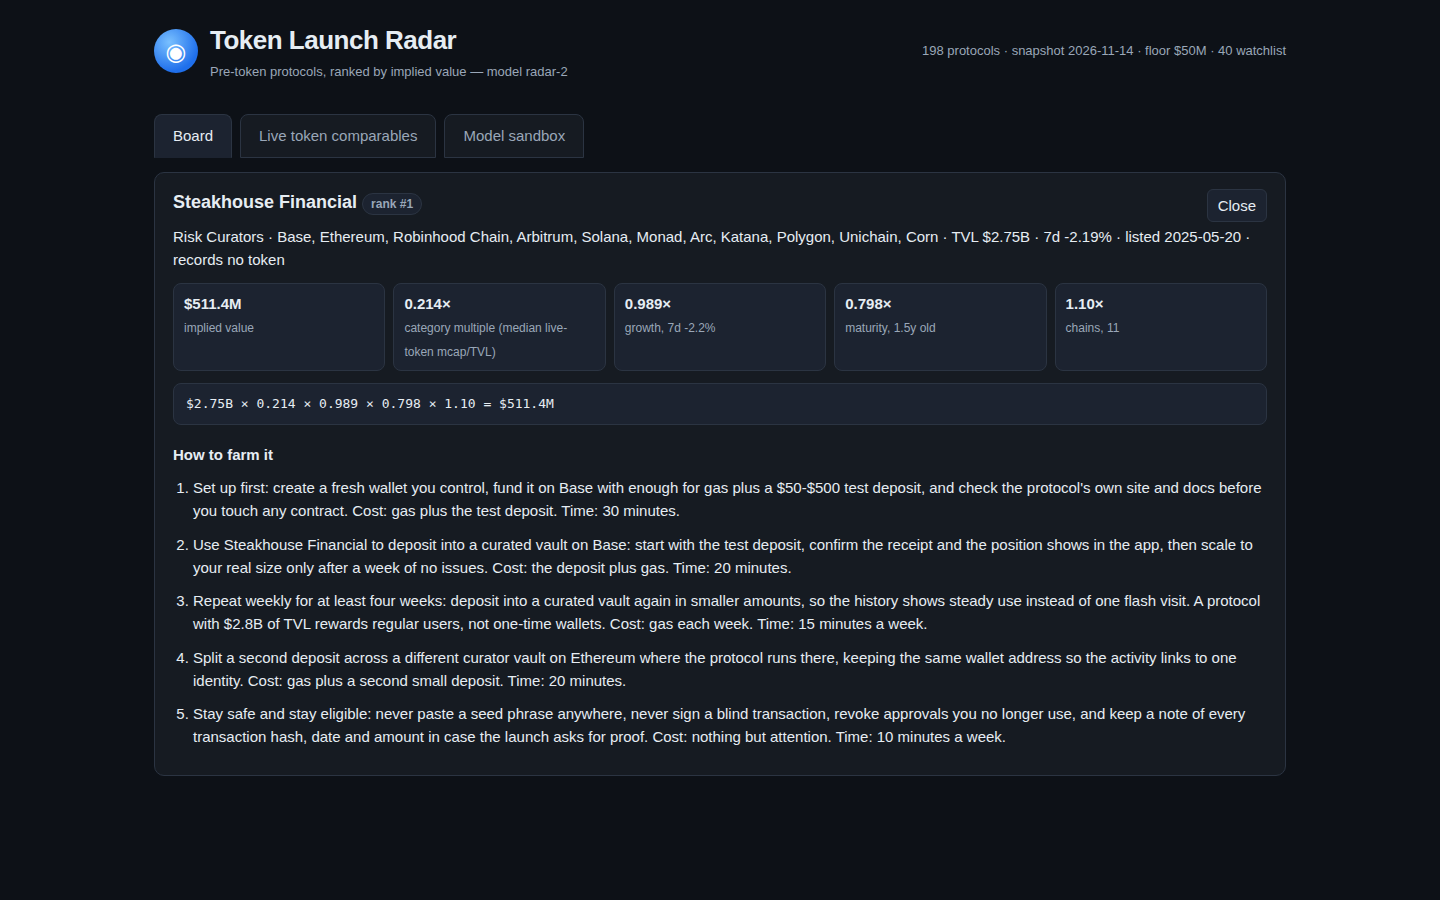 Token Launch Radar
Pre-token protocols, ranked by implied value — model radar-2
198 protocols · snapshot 2026-11-14 · floor $50M · 40 watchlist
Board
Live token comparables
Model sandbox
Steakhouse Financial rank #1
Close
Risk Curators · Base, Ethereum, Robinhood Chain, Arbitrum, Solana, Monad, Arc, Katana, Polygon, Unichain, Corn · TVL $2.75B · 7d -2.19% · listed 2025-05-20 ·
records no token
$511.4M
implied value
0.214×
category multiple (median live-
token mcap/TVL)
0.989×
growth, 7d -2.2%
0.798×
maturity, 1.5y old
1.10×
chains, 11
$2.75B × 0.214 × 0.989 × 0.798 × 1.10 = $511.4M
How to farm it
1. Set up first: create a fresh wallet you control, fund it on Base with enough for gas plus a $50-$500 test deposit, and check the protocol's own site and docs before
you touch any contract. Cost: gas plus the test deposit. Time: 30 minutes.
2. Use Steakhouse Financial to deposit into a curated vault on Base: start with the test deposit, confirm the receipt and the position shows in the app, then scale to
your real size only after a week of no issues. Cost: the deposit plus gas. Time: 20 minutes.
3. Repeat weekly for at least four weeks: deposit into a curated vault again in smaller amounts, so the history shows steady use instead of one flash visit. A protocol
with $2.8B of TVL rewards regular users, not one-time wallets. Cost: gas each week. Time: 15 minutes a week.
4. Split a second deposit across a different curator vault on Ethereum where the protocol runs there, keeping the same wallet address so the activity links to one
identity. Cost: gas plus a second small deposit. Time: 20 minutes.
5. Stay safe and stay eligible: never paste a seed phrase anywhere, never sign a blind transaction, revoke approvals you no longer use, and keep a note of every
transaction hash, date and amount in case the launch asks for proof. Cost: nothing but attention. Time: 10 minutes a week.